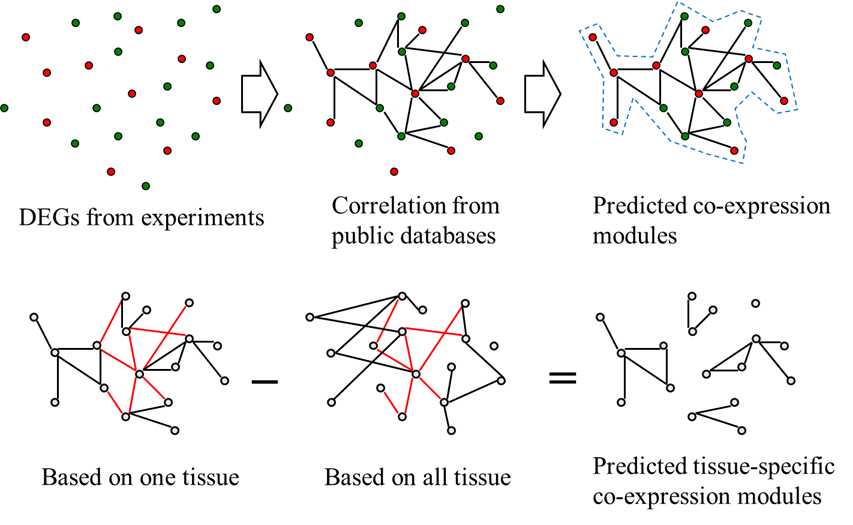 DEGs from experiments
Correlation from
public databases
Predicted co-expression
modules
Based on one tissue
Based on all tissue
Predicted tissue-specific
co-expression modules